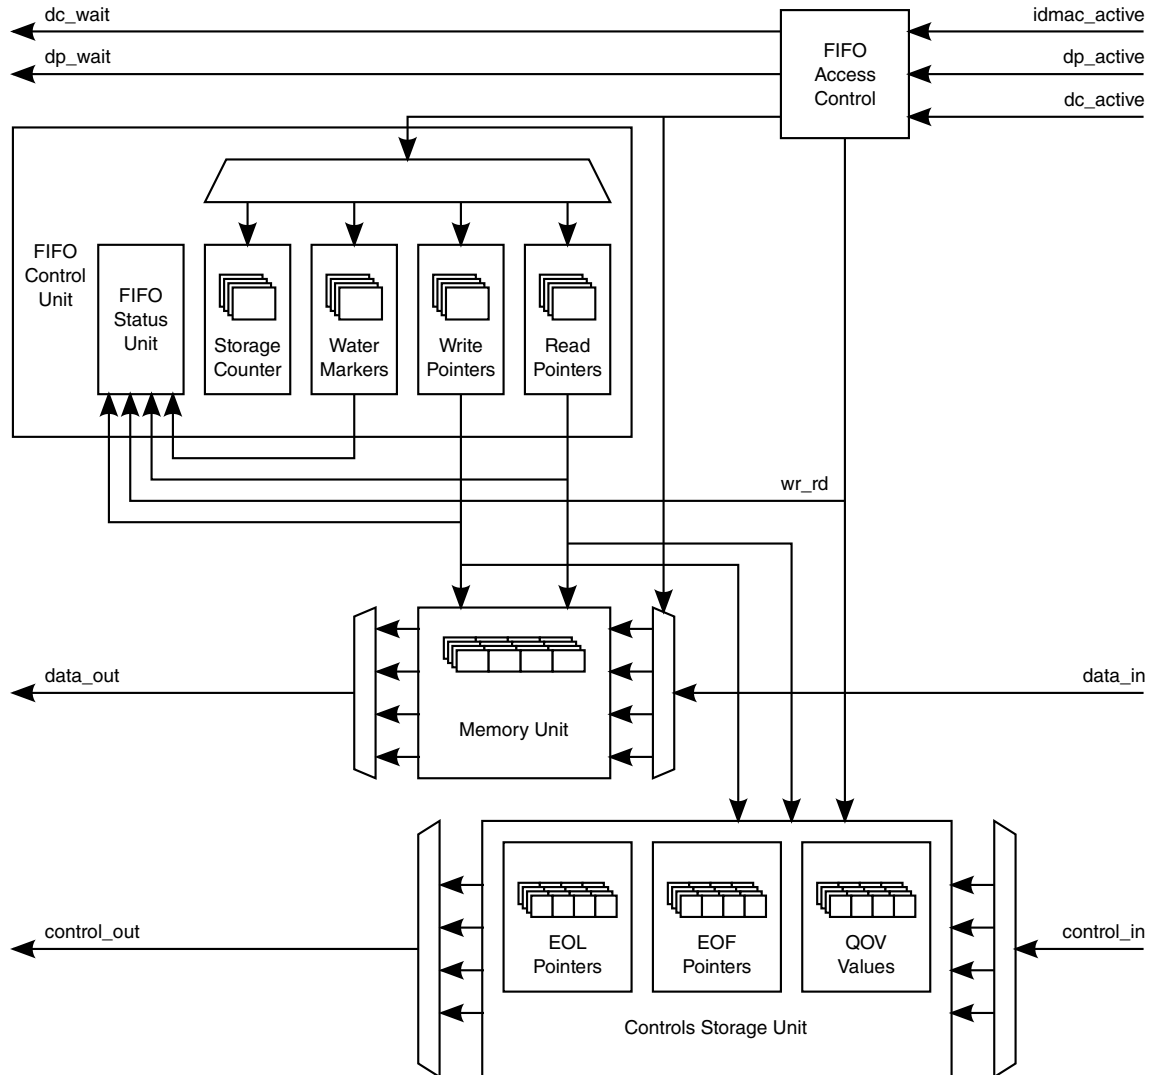 dc_wait
idmac_active
dp_wait
FIFO
Access
Control
dp_active
dc_active
FIFO
Control
Unit
FIFO
Status
Unit
Storage
Counter
Water
Markers
Write
Pointers
Read
Pointers
wr_rd
data_out
Memory Unit
data_in
control_out
EOL
Pointers
EOF
Pointers
QOV
Values
control_in
Controls Storage Unit